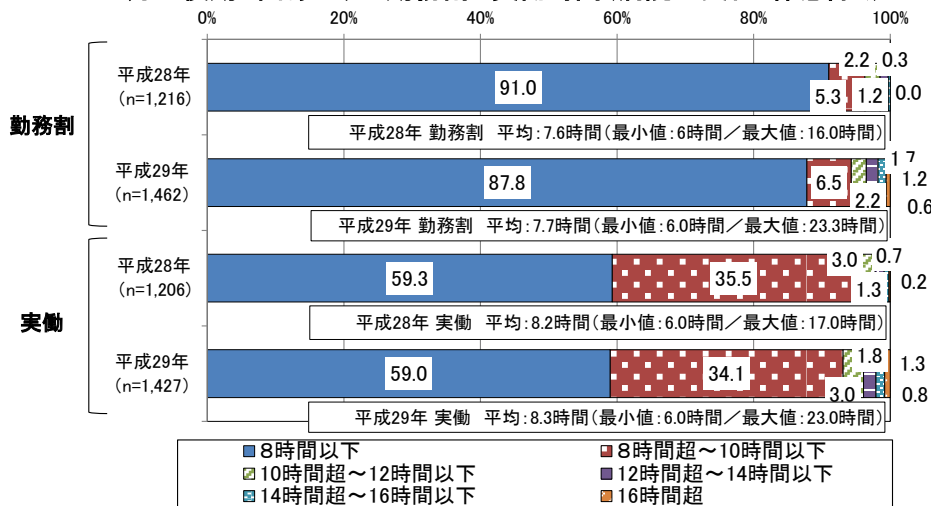 0% 20% 40% 60% 80% 100%
平成28年
(n=1,216)
91.0
5.3
2.2
1.2
0.3
0.0
平成28年 勤務割 平均:7.6時間(最小値:6時間/最大値:16.0時間)
勤務割
平成29年
(n=1,462)
87.8
6.5
2.2
1.7
1.2
0.6
平成29年 勤務割 平均:7.7時間(最小値:6.0時間/最大値:23.3時間)
平成28年
(n=1,206)
59.3
35.5
3.0
1.3
0.7
0.2
平成28年 実働 平均:8.2時間(最小値:6.0時間/最大値:17.0時間)
実働
平成29年
(n=1,427)
59.0
34.1
3.0
1.8
1.3
0.8
平成29年 実働 平均:8.3時間(最小値:6.0時間/最大値:23.0時間)
8時間以下 8時間超~10時間以下
10時間超~12時間以下 12時間超~14時間以下
14時間超~16時間以下 16時間超